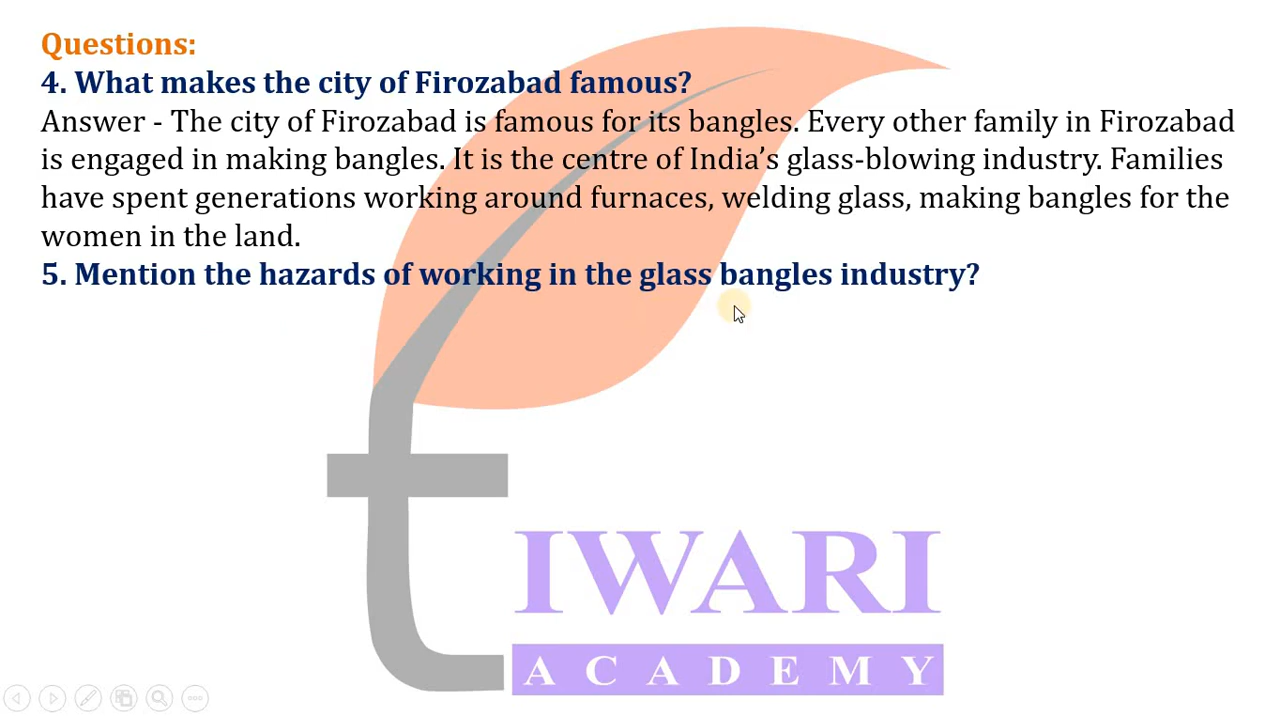 Questions:
4. What makes the city of Firozabad famous?
Answer - The city of Firozabad is famous for its bangles. Every other family in Firozabad
is engaged in making bangles. It is the centre of India’s glass-blowing industry. Families
have spent generations working around furnaces, welding glass, making bangles for the
women in the land.
5. Mention the hazards of working in the glass bangles industry?
tIWARI
ACADEMY